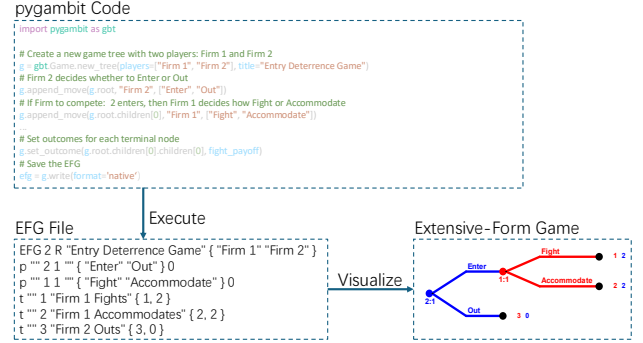 pygambit Code
import pygambit as gbt
# Create a new game tree with two players: Firm 1 and Firm 2
g = gbt.Game.new_tree(players=["Firm 1", "Firm 2"], title="Entry Deterrence Game")
# Firm 2 decides whether to Enter or Out
g.append_move(g.root, "Firm 2", ["Enter", "Out"])
# If Firm to compete:  2 enters, then Firm 1 decides how Fight or Accommodate
g.append_move(g.root.children[0], "Firm 1", ["Fight", "Accommodate"])
...
# Set outcomes for each terminal node
g.set_outcome(g.root.children[0].children[0], fight_payoff)
# Save the EFG
efg = g.write(format='native')
Execute
EFG File
EFG 2 R "Entry Deterrence Game" { "Firm 1" "Firm 2" }
p "" 2 1 "" { "Enter" "Out" } 0
p "" 1 1 "" { "Fight" "Accommodate" } 0
t "" 1 "Firm 1 Fights" { 1, 2 }
t "" 2 "Firm 1 Accommodates" { 2, 2 }
t "" 3 "Firm 2 Outs" { 3, 0 }
Visualize
Extensive-Form Game
Fight
1 2
Enter
1:1
Accommodate
2 2
2:1
Out
3 0